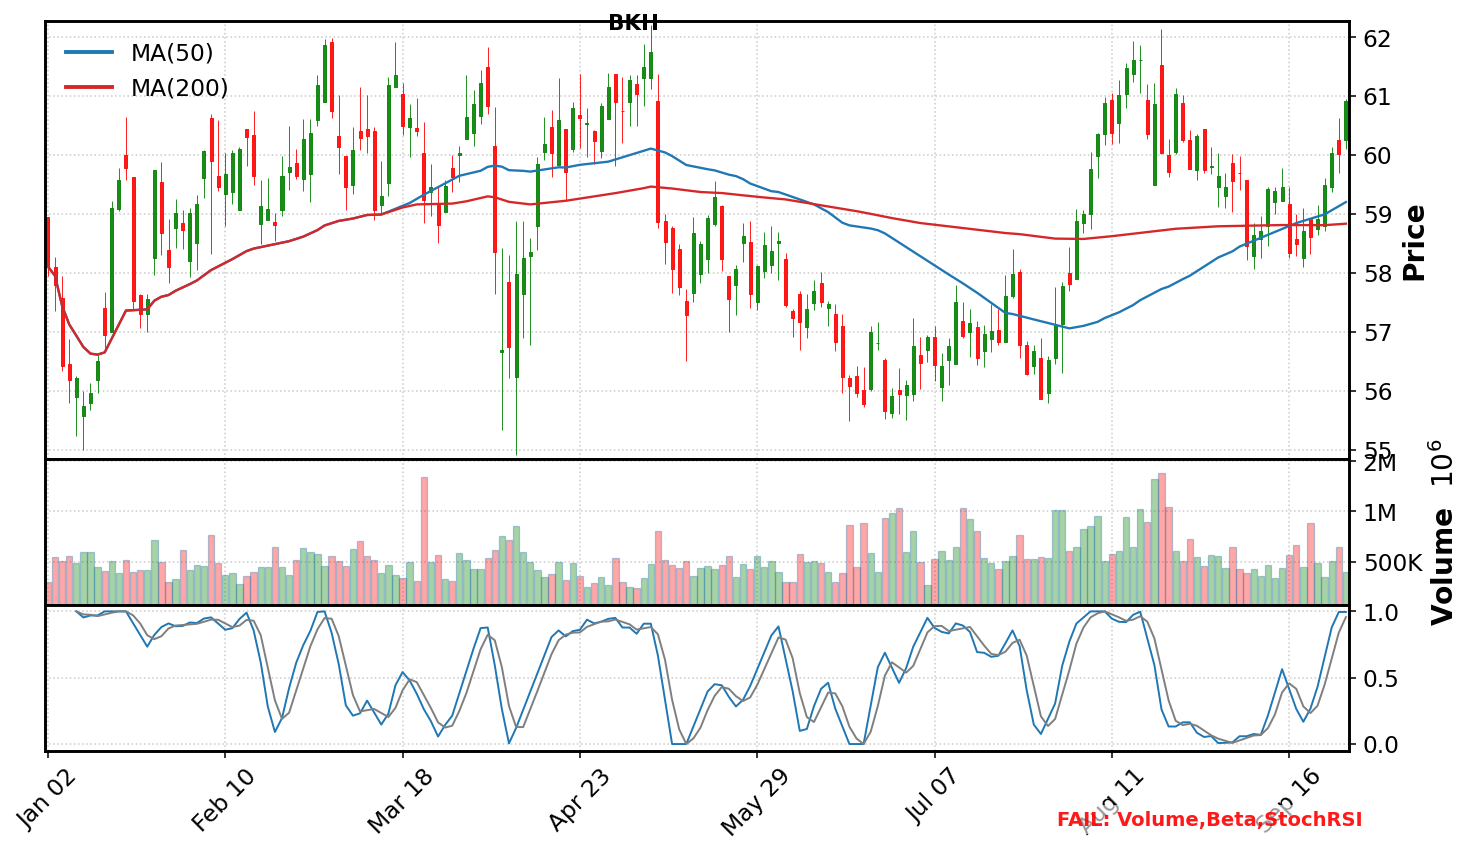 BKH
MA(50)
MA(200)
62
61
60
59
58
57
56
55
Price
2M
1M
500K
Volume 10^6
1.0
0.5
0.0
Jan 02
Feb 10
Mar 18
Apr 23
May 29
Jul 07
Aug 11
Sep 16
FAIL: Volume,Beta,StochRSI